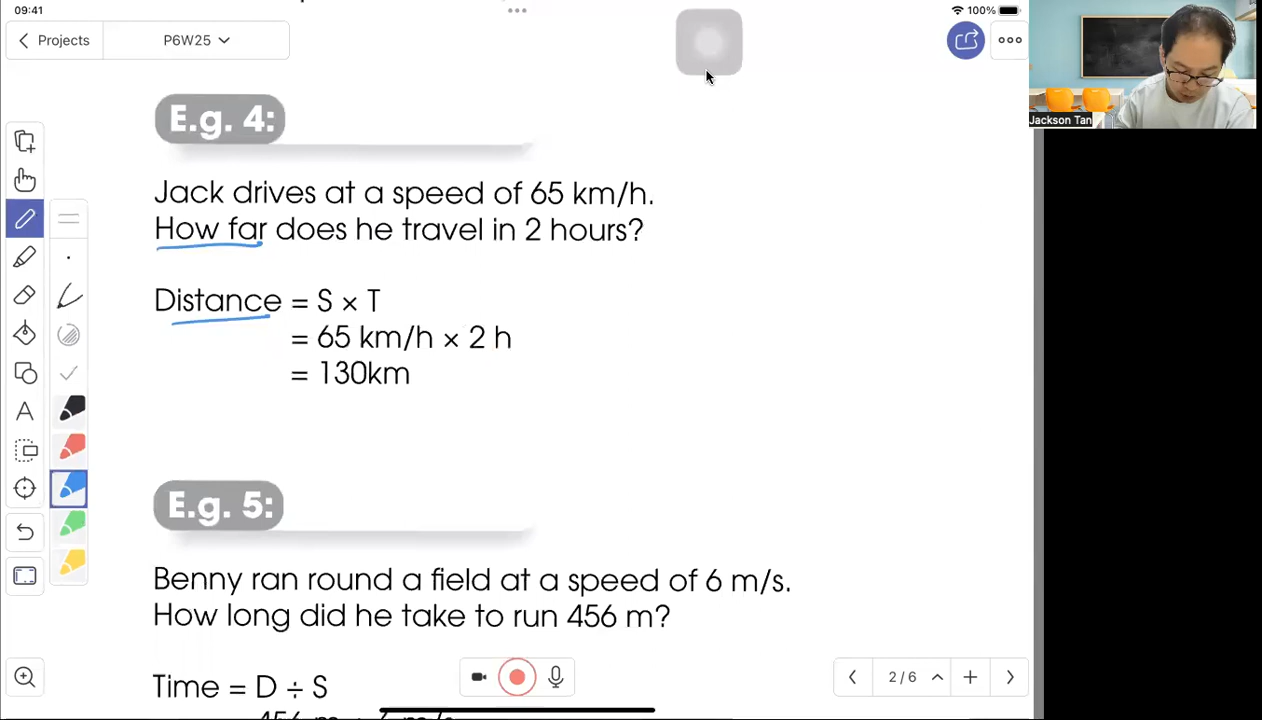 09:41
100%
Projects
P6W25
Jackson Tan
E.g. 4:
Jack drives at a speed of 65 km/h.
How far does he travel in 2 hours?
Distance = S × T
= 65 km/h × 2 h
= 130km
A
E.g. 5:
Benny ran round a field at a speed of 6 m/s.
How long did he take to run 456 m?
Time = D ÷ S
2/6